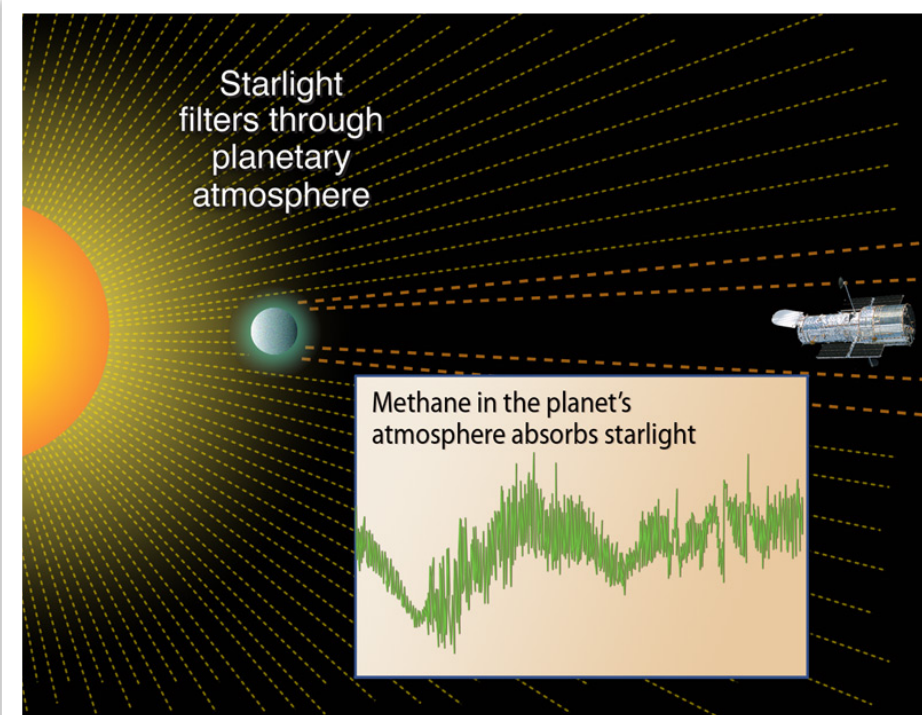 Starlight
filters through
planetary
atmosphere
Methane in the planet’s
atmosphere absorbs starlight